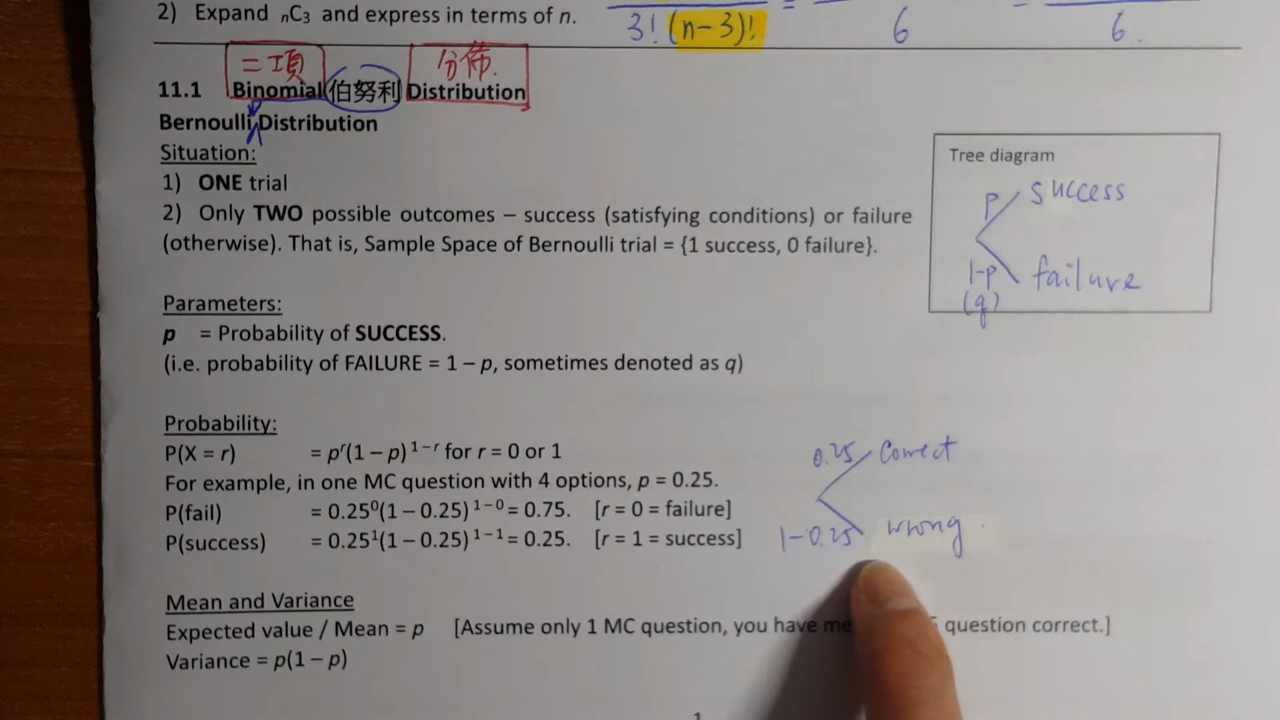 2) Expand nC3 and express in terms of n.
3!(n-3)! = 6 = 6.
二項 分佈
11.1 Binomial 伯努利 Distribution
Bernoulli Distribution
Situation:
1) ONE trial
2) Only TWO possible outcomes – success (satisfying conditions) or failure
(otherwise). That is, Sample Space of Bernoulli trial = {1 success, 0 failure}.
Tree diagram
p success
1-p failure
(q)
Parameters:
p = Probability of SUCCESS.
(i.e. probability of FAILURE = 1 – p, sometimes denoted as q)
Probability:
P(X = r) = pʳ(1 – p)¹⁻ʳ for r = 0 or 1
For example, in one MC question with 4 options, p = 0.25.
P(fail) = 0.25⁰(1 – 0.25)¹⁻⁰ = 0.75. [r = 0 = failure]
P(success) = 0.25¹(1 – 0.25)¹⁻¹ = 0.25. [r = 1 = success]
0.25 correct
1-0.25 wrong.
Mean and Variance
Expected value / Mean = p [Assume only 1 MC question, you have question correct.]
Variance = p(1 – p)